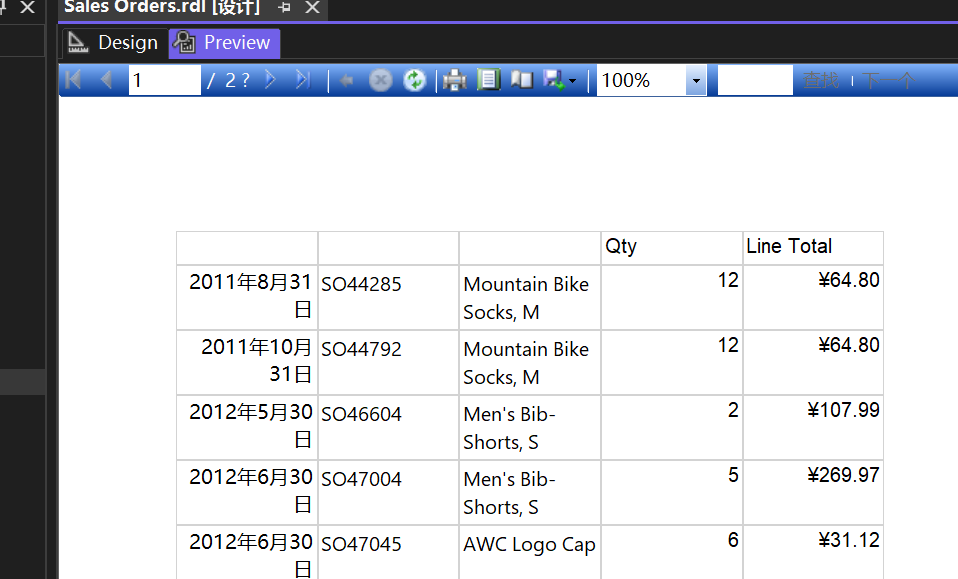 Sales Orders.rdl [设计]
Design Preview
1 / 2 ? 100% 查找 | 下一个
Qty Line Total
2011年8月31日 SO44285 Mountain Bike Socks, M 12 ¥64.80
2011年10月31日 SO44792 Mountain Bike Socks, M 12 ¥64.80
2012年5月30日 SO46604 Men's Bib-Shorts, S 2 ¥107.99
2012年6月30日 SO47004 Men's Bib-Shorts, S 5 ¥269.97
2012年6月30日 SO47045 AWC Logo Cap 6 ¥31.12